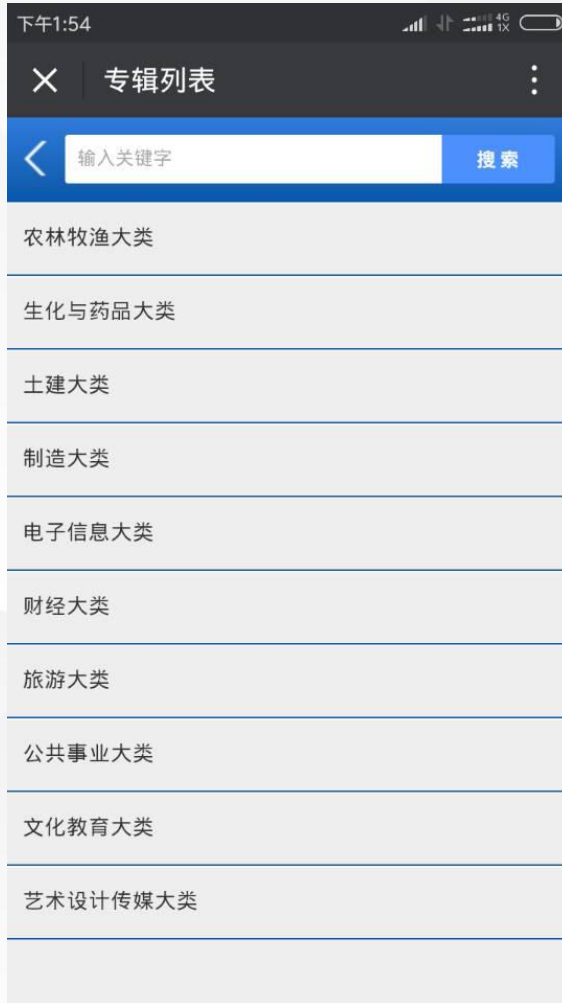 下午1:54
4G
1X
专辑列表
输入关键字
搜索
农林牧渔大类
生化与药品大类
土建大类
制造大类
电子信息大类
财经大类
旅游大类
公共事业大类
文化教育大类
艺术设计传媒大类